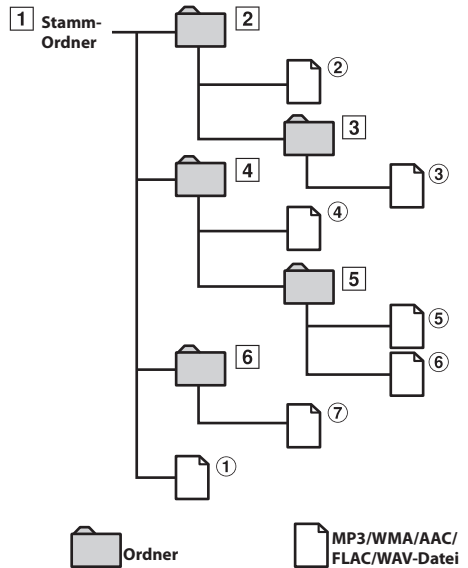 1 Stamm-
Ordner
2
②
3
③
4
④
5
⑤
⑥
6
⑦
①
Ordner
MP3/WMA/AAC/
FLAC/WAV-Datei